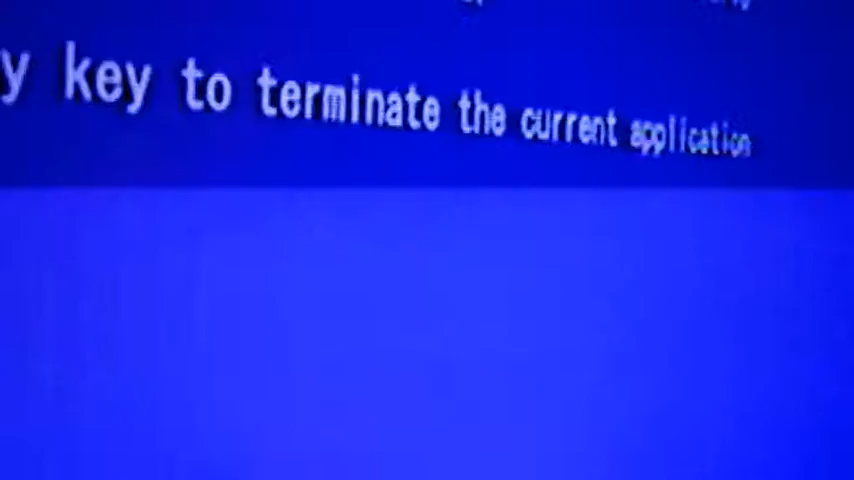 y key to terminate the current application